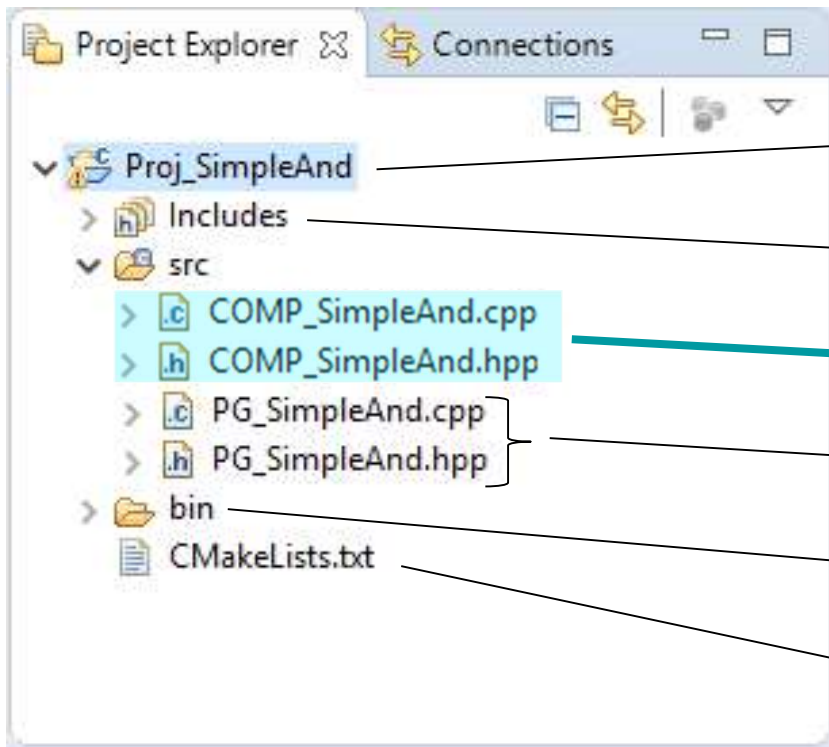 Project Explorer Connections
Proj_SimpleAnd
Includes
src
.c COMP_SimpleAnd.cpp
.h COMP_SimpleAnd.hpp
.c PG_SimpleAnd.cpp
.h PG_SimpleAnd.hpp
bin
CMakeLists.txt